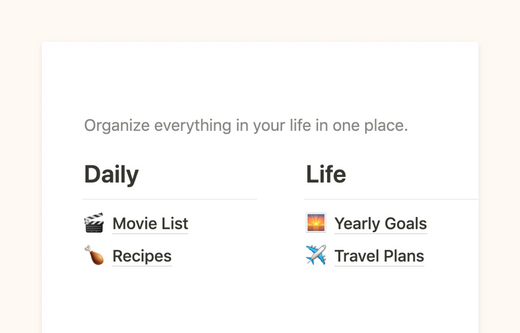 Organize everything in your life in one place.
Daily
Movie List
Recipes
Life
Yearly Goals
Travel Plans